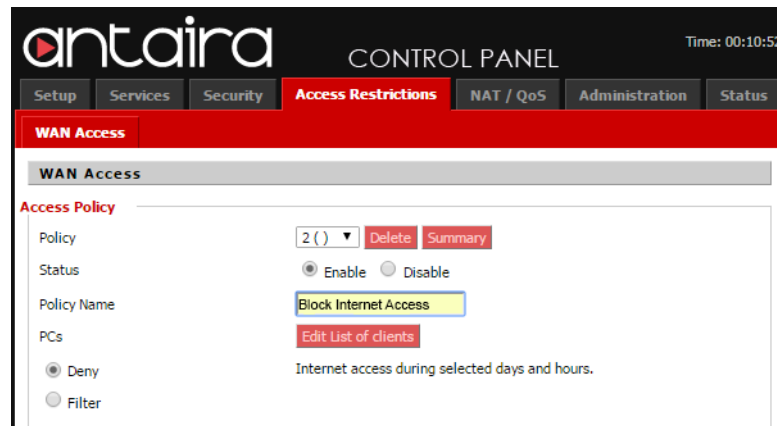 antaira
CONTROL PANEL
Time: 00:10:52
Setup Services Security Access Restrictions NAT / QoS Administration Status
WAN Access
WAN Access
Access Policy
Policy 2 ( ) Delete Summary
Status Enable Disable
Policy Name Block Internet Access
PCs Edit List of clients
Deny Internet access during selected days and hours.
Filter